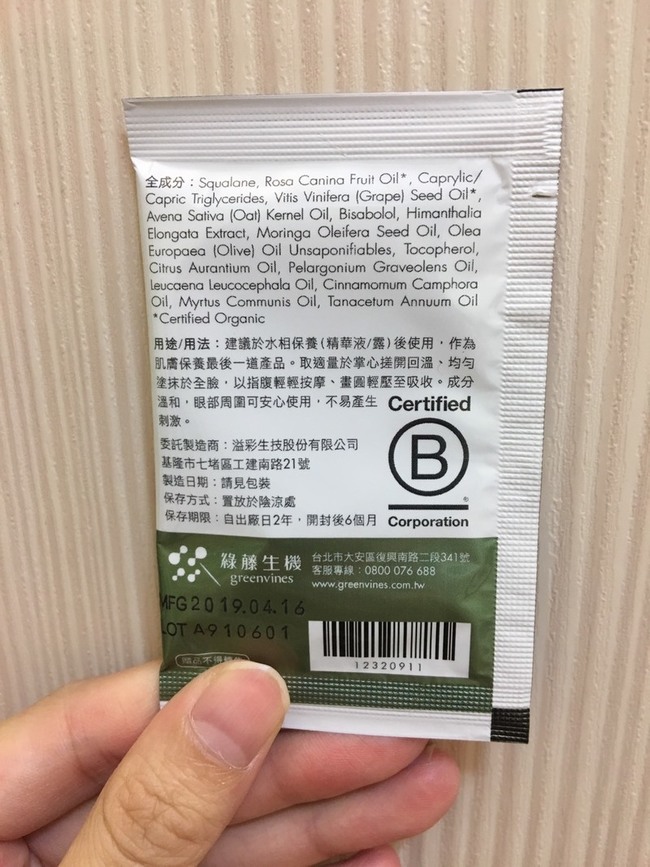 全成分：Squalane, Rosa Canina Fruit Oil*, Caprylic/
Capric Triglycerides, Vitis Vinifera (Grape) Seed Oil*,
Avena Sativa (Oat) Kernel Oil, Bisabolol, Himanthalia
Elongata Extract, Moringa Oleifera Seed Oil, Olea
Europaea (Olive) Oil Unsaponifiables, Tocopherol,
Citrus Aurantium Oil, Pelargonium Graveolens Oil,
Leucaena Leucocephala Oil, Cinnamomum Camphora
Oil, Myrtus Communis Oil, Tanacetum Annuum Oil
*Certified Organic
用途/用法：建議於水相保養(精華液/露)後使用，作為
肌膚保養最後一道產品。取適量於掌心搓開回溫、均勻
塗抹於全臉，以指腹輕輕按摩、畫圓輕壓至吸收。成分
溫和，眼部周圍可安心使用，不易產生
刺激。
Certified
B
®
Corporation
委託製造商：溢彩生技股份有限公司
基隆市七堵區工建南路21號
製造日期：請見包裝
保存方式：置放於陰涼處
保存期限：自出廠日2年，開封後6個月
綠藤生機
greenvines
台北市大安區復興南路二段341號
客服專線：0800 076 688
www.greenvines.com.tw
MFG2019.04.16
LOT A910601
12320911
贈品不得